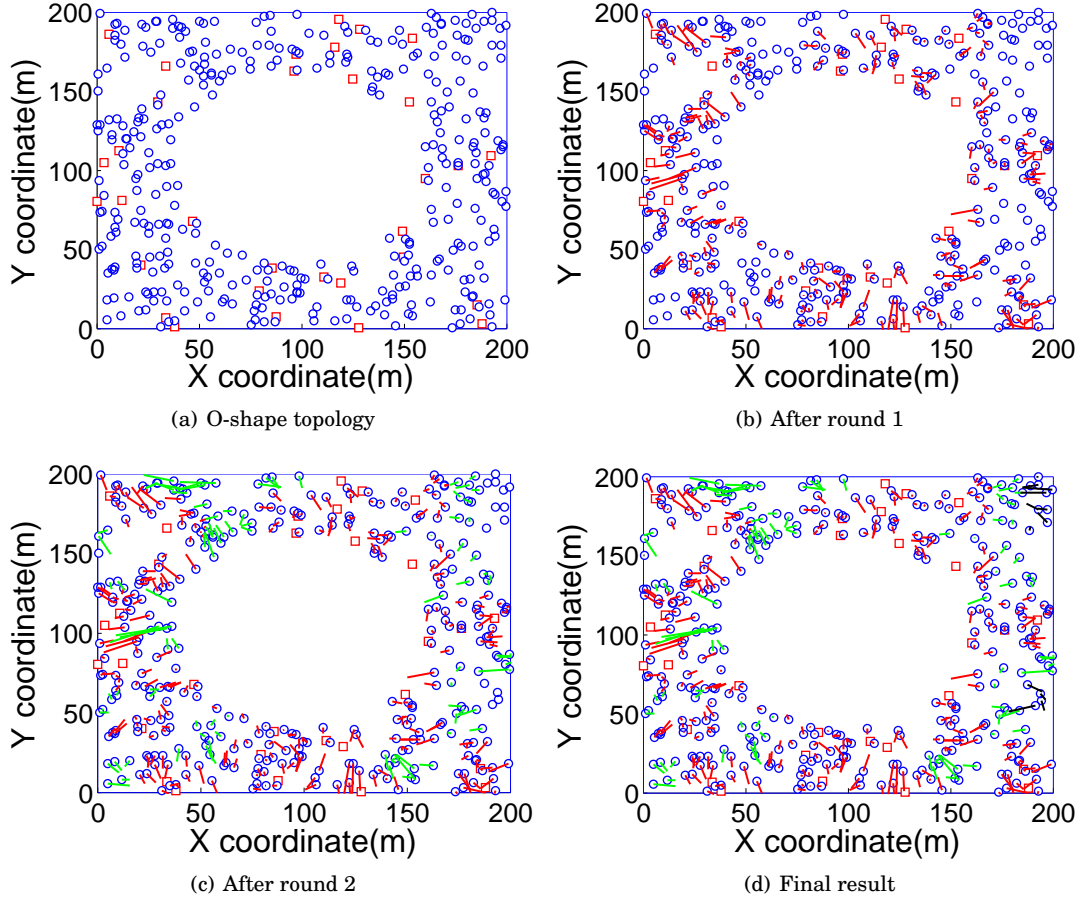 200
150
100
50
0
Y coordinate(m)
0 50 100 150 200
X coordinate(m)
(a) O-shape topology
200
150
100
50
0
Y coordinate(m)
0 50 100 150 200
X coordinate(m)
(b) After round 1
200
150
100
50
0
Y coordinate(m)
0 50 100 150 200
X coordinate(m)
(c) After round 2
200
150
100
50
0
Y coordinate(m)
0 50 100 150 200
X coordinate(m)
(d) Final result